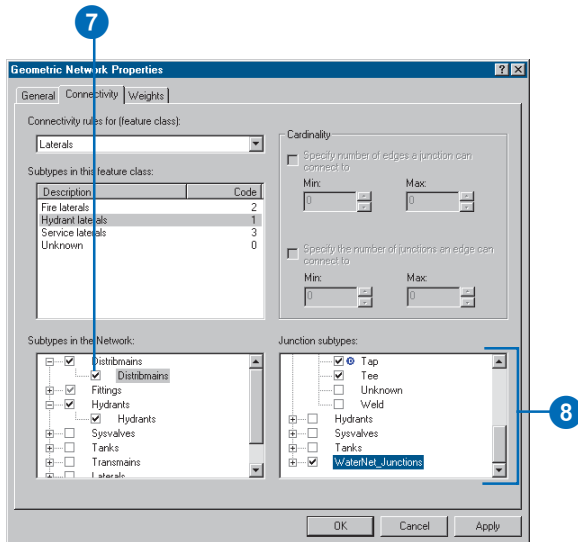 7
Geometric Network Properties
General Connectivity Weights
Connectivity rules for (feature class):
Laterals
Subtypes in this feature class:
Description Code
Fire laterals 2
Hydrant laterals 1
Service laterals 3
Unknown 0
Cardinality
Specify number of edges a junction can
connect to
Min: Max:
0 0
Specify the number of junctions an edge can
connect to
Min: Max:
0 0
Subtypes in the Network:
Distribmains
Distribmains
Fittings
Hydrants
Hydrants
Sysvalves
Tanks
Transmains
Laterals
Junction subtypes:
Tap
Tee
Unknown
Weld
Hydrants
Sysvalves
Tanks
WaterNet_Junctions
8
OK Cancel Apply